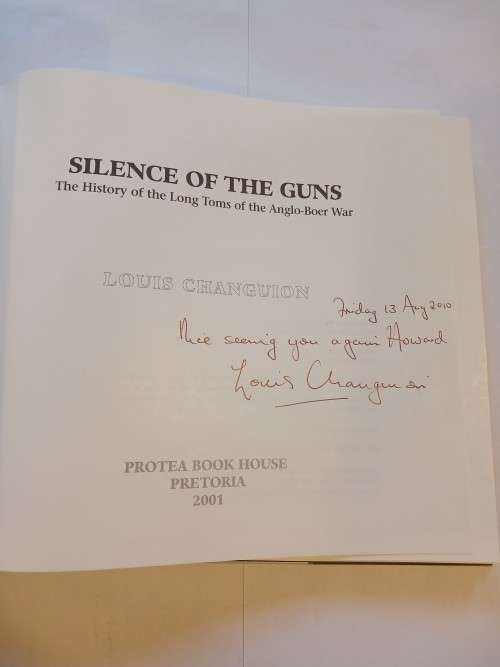 SILENCE OF THE GUNS
The History of the Long Toms of the Anglo-Boer War
LOUIS CHANGUION
Friday 13 Aug 2010
Nice seeing you again Howard
Louis Changuion
PROTEA BOOK HOUSE
PRETORIA
2001